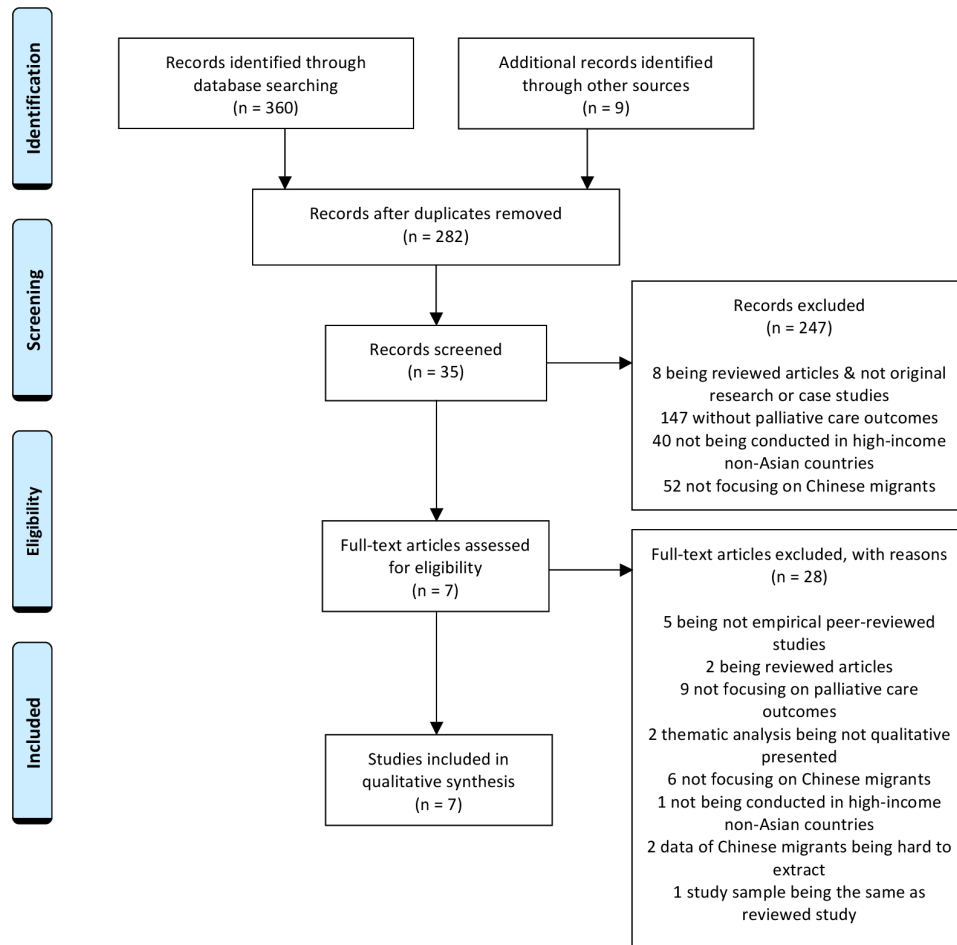 Identification
Records identified through
database searching
(n = 360)
Additional records identified
through other sources
(n = 9)
Records after duplicates removed
(n = 282)
Screening
Records screened
(n = 35)
Records excluded
(n = 247)
8 being reviewed articles & not original
research or case studies
147 without palliative care outcomes
40 not being conducted in high-income
non-Asian countries
52 not focusing on Chinese migrants
Eligibility
Full-text articles assessed
for eligibility
(n = 7)
Full-text articles excluded, with reasons
(n = 28)
5 being not empirical peer-reviewed
studies
2 being reviewed articles
9 not focusing on palliative care
outcomes
2 thematic analysis being not qualitative
presented
6 not focusing on Chinese migrants
1 not being conducted in high-income
non-Asian countries
2 data of Chinese migrants being hard to
extract
1 study sample being the same as
reviewed study
Included
Studies included in
qualitative synthesis
(n = 7)